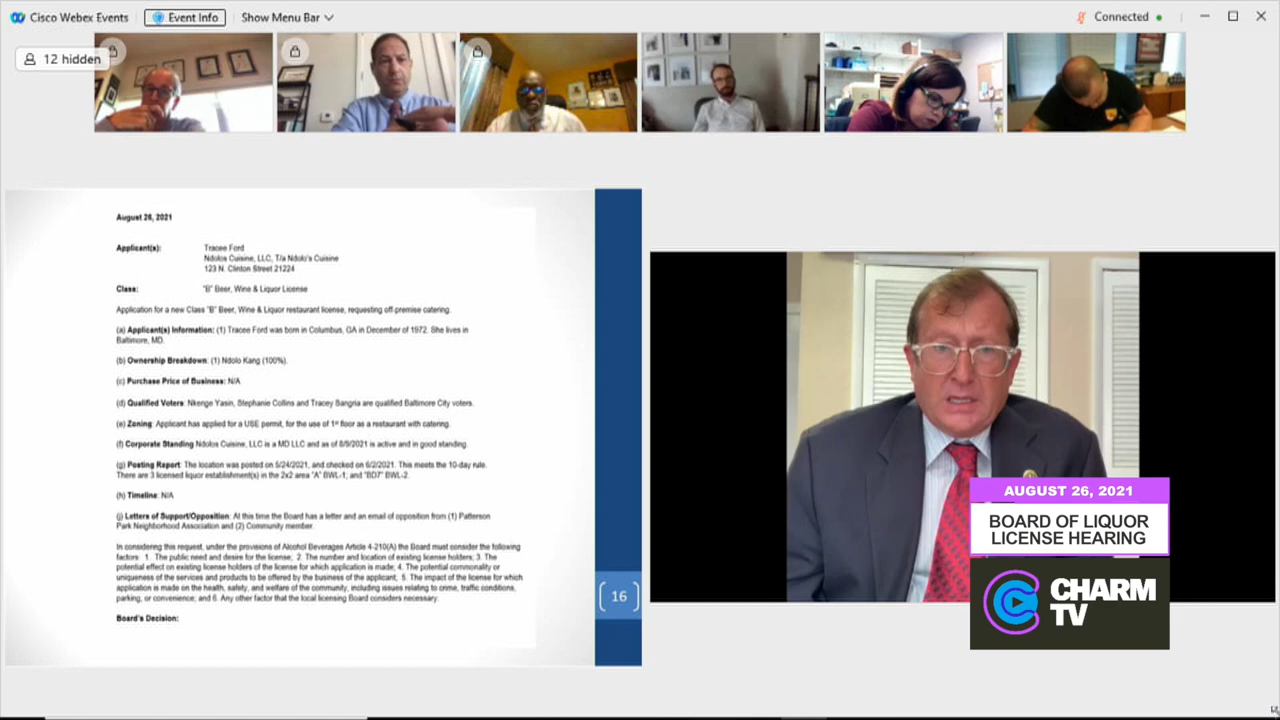 Cisco Webex Events
Event Info
Show Menu Bar
Connected
12 hidden
August 26, 2021
Applicant(s): Tracee Ford
Ndolos Cuisine, LLC, T/a Ndolo's Cuisine
123 N. Clinton Street 21224
Class: "B" Beer, Wine & Liquor License
Application for a new Class "B" Beer, Wine & Liquor restaurant license, requesting off-premise catering.
(a) Applicant(s) Information: (1) Tracee Ford was born in Columbus, GA in December of 1972. She lives in
Baltimore, MD.
(b) Ownership Breakdown: (1) Ndolo Kang (100%).
(c) Purchase Price of Business: N/A
(d) Qualified Voters: Nkenge Yasin, Stephanie Collins and Tracey Sangria are qualified Baltimore City voters.
(e) Zoning: Applicant has applied for a USE permit, for the use of 1st floor as a restaurant with catering.
(f) Corporate Standing Ndolos Cuisine, LLC is a MD LLC and as of 8/9/2021 is active and in good standing.
(g) Posting Report: The location was posted on 5/24/2021, and checked on 6/2/2021. This meets the 10-day rule.
There are 3 licensed liquor establishment(s) in the 2x2 area "A" BWL-1; and "BD7" BWL-2.
(h) Timeline: N/A
(j) Letters of Support/Opposition: At this time the Board has a letter and an email of opposition from (1) Patterson
Park Neighborhood Association and (2) Community member.
In considering this request, under the provisions of Alcohol Beverages Article 4-210(A) the Board must consider the following
factors: 1. The public need and desire for the license; 2. The number and location of existing license holders; 3. The
potential effect on existing license holders of the license for which application is made; 4. The potential commonality or
uniqueness of the services and products to be offered by the business of the applicant; 5. The impact of the license for which
application is made on the health, safety, and welfare of the community, including issues relating to crime, traffic conditions,
parking, or convenience; and 6. Any other factor that the local licensing Board considers necessary.
Board's Decision:
16
AUGUST 26, 2021
BOARD OF LIQUOR
LICENSE HEARING
CHARM
TV